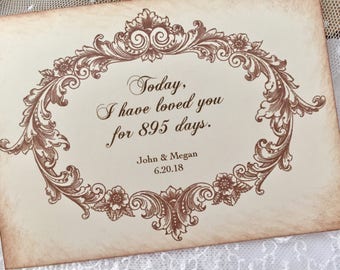 Today,
I have loved you
for 895 days.
John & Megan
6.20.18